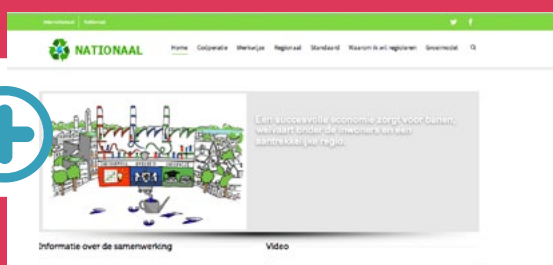 Internationaal Nationaal
NATIONAAL
Home Coöperatie Werkwijze Regionaal Standaard Waarom ik wil registeren Groeimodel
Een succesvolle economie zorgt voor banen,
welvaart onder de inwoners en een
aantrekkelijke regio.
Informatie over de samenwerking Video